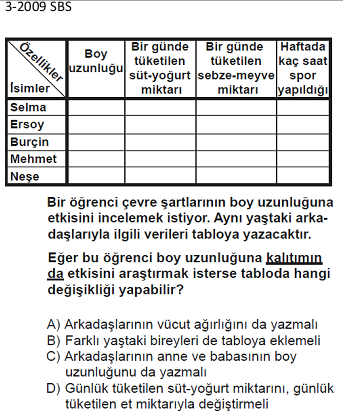 3-2009 SBS
Özellikler
İsimler
Boy
uzunluğu
Bir günde
tüketilen
süt-yoğurt
miktarı
Bir günde
tüketilen
sebze-meyve
miktarı
Haftada
kaç saat
spor
yapıldığı
Selma
Ersoy
Burçin
Mehmet
Neşe
Bir öğrenci çevre şartlarının boy uzunluğuna
etkisini incelemek istiyor. Aynı yaştaki arka-
daşlarıyla ilgili verileri tabloya yazacaktır.
Eğer bu öğrenci boy uzunluğuna kalıtımın
da etkisini araştırmak isterse tabloda hangi
değişikliği yapabilir?
A) Arkadaşlarının vücut ağırlığını da yazmalı
B) Farklı yaştaki bireyleri de tabloya eklemeli
C) Arkadaşlarının anne ve babasının boy
uzunluğunu da yazmalı
D) Günlük tüketilen süt-yoğurt miktarını, günlük
tüketilen et miktarıyla değiştirmeli